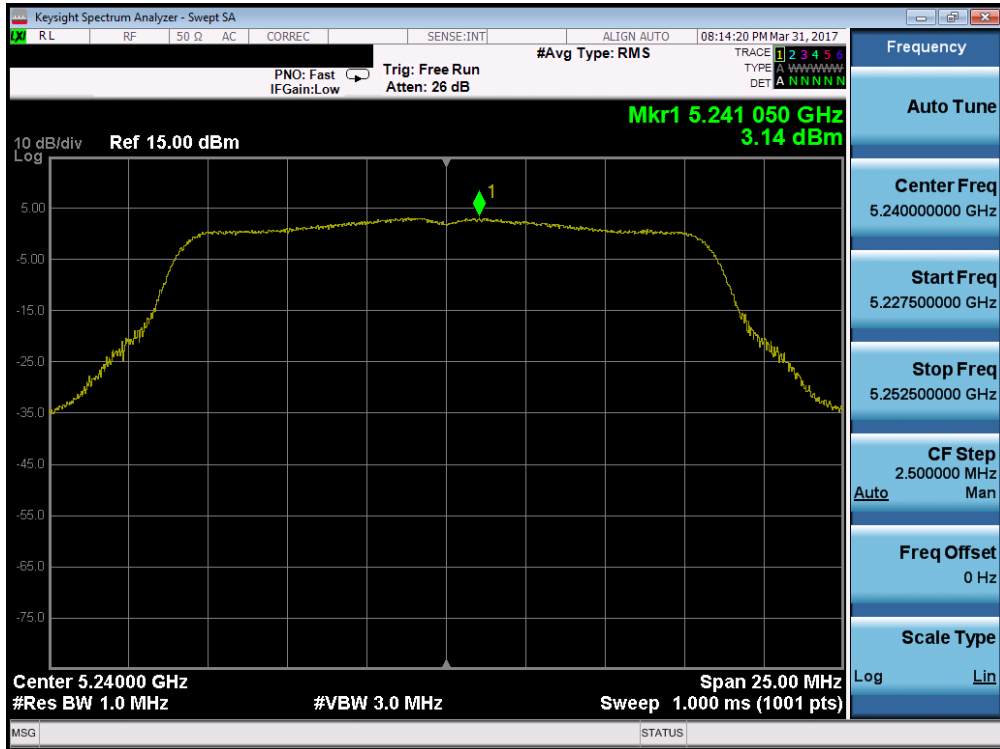 Keysight Spectrum Analyzer - Swept SA
LXI RL RF 50 Ω AC CORREC SENSE:INT ALIGN AUTO 08:14:20 PM Mar 31, 2017
#Avg Type: RMS
TRACE 1 2 3 4 5 6
TYPE A WWWWW
DET A N N N N N
PNO: Fast Trig: Free Run
IFGain:Low Atten: 26 dB
Mkr1 5.241 050 GHz
3.14 dBm
10 dB/div Ref 15.00 dBm
Log
1
5.00
-5.00
-15.0
-25.0
-35.0
-45.0
-55.0
-65.0
-75.0
Center 5.24000 GHz Span 25.00 MHz
#Res BW 1.0 MHz #VBW 3.0 MHz Sweep 1.000 ms (1001 pts)
MSG STATUS
Frequency
Auto Tune
Center Freq
5.240000000 GHz
Start Freq
5.227500000 GHz
Stop Freq
5.252500000 GHz
CF Step
2.500000 MHz
Auto Man
Freq Offset
0 Hz
Scale Type
Log Lin